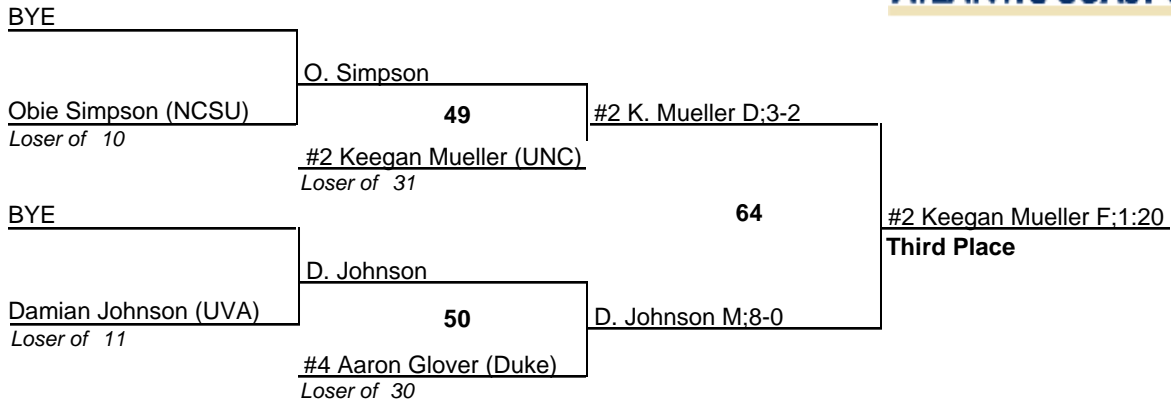 BYE
O. Simpson
Obie Simpson (NCSU)
Loser of 10
49
#2 K. Mueller D;3-2
#2 Keegan Mueller (UNC)
Loser of 31
BYE
64
#2 Keegan Mueller F;1:20
Third Place
D. Johnson
Damian Johnson (UVA)
Loser of 11
50
D. Johnson M;8-0
#4 Aaron Glover (Duke)
Loser of 30